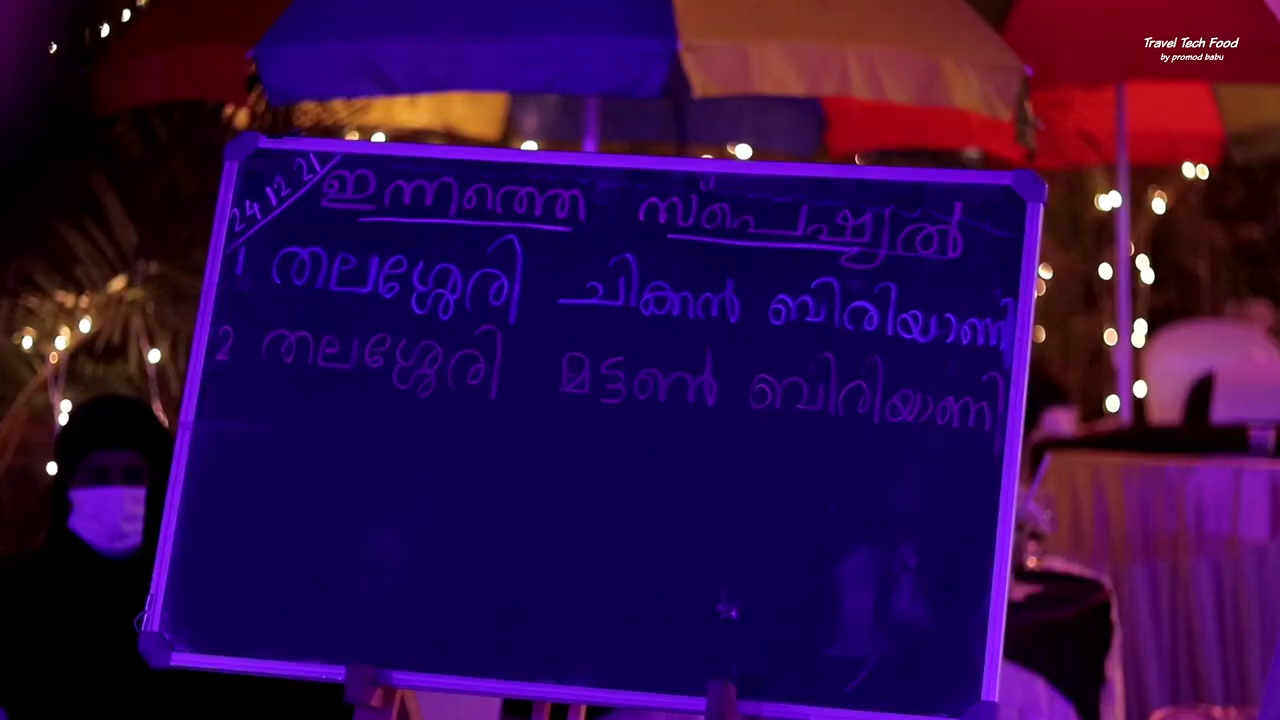 Travel Tech Food
by promod babu
24 12 21
ഇന്നത്തെ സ്പെഷ്യൽ
1 തലശ്ശേരി ചിക്കൻ ബിരിയാണി
2 തലശ്ശേരി മട്ടൺ ബിരിയാണി